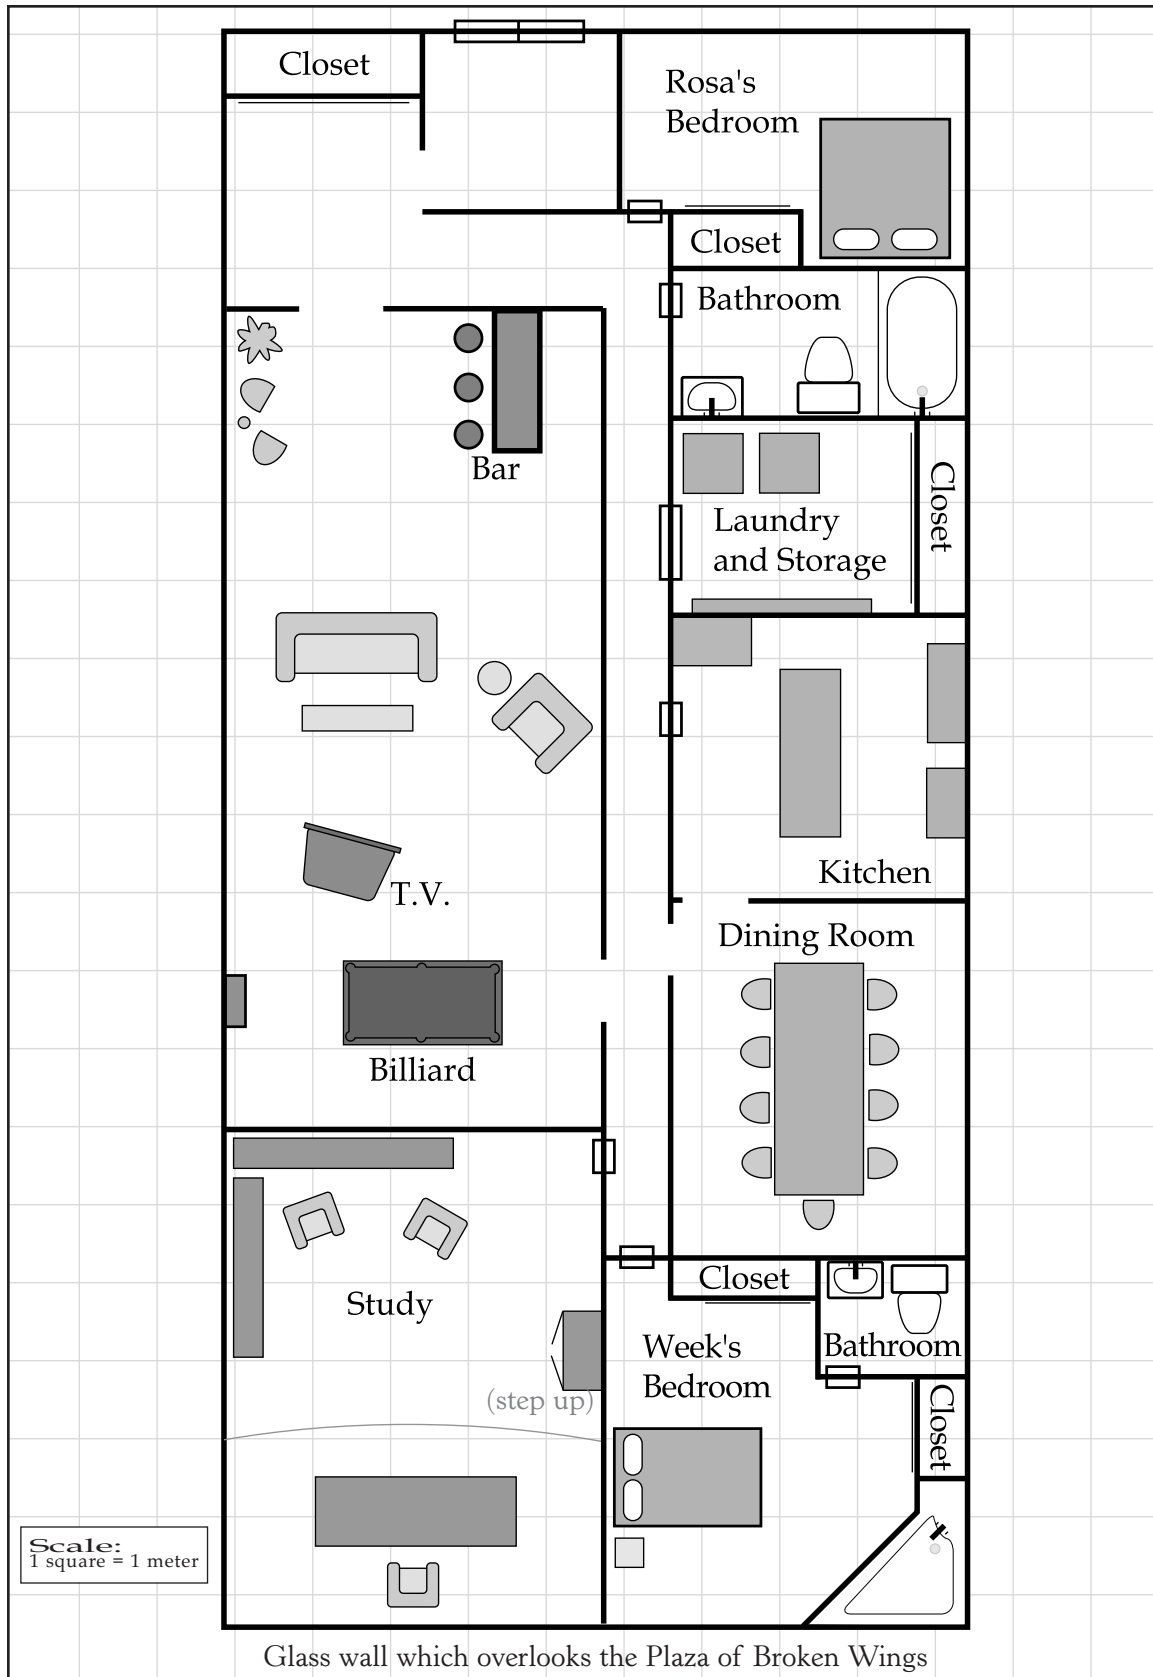 Closet
Rosa's
Bedroom
Closet
Bathroom
Bar
Closet
Laundry
and Storage
T.V.
Kitchen
Dining Room
Billiard
Closet
Study
Week's
Bedroom
Bathroom
(step up)
Closet
Scale:
1 square = 1 meter
Glass wall which overlooks the Plaza of Broken Wings